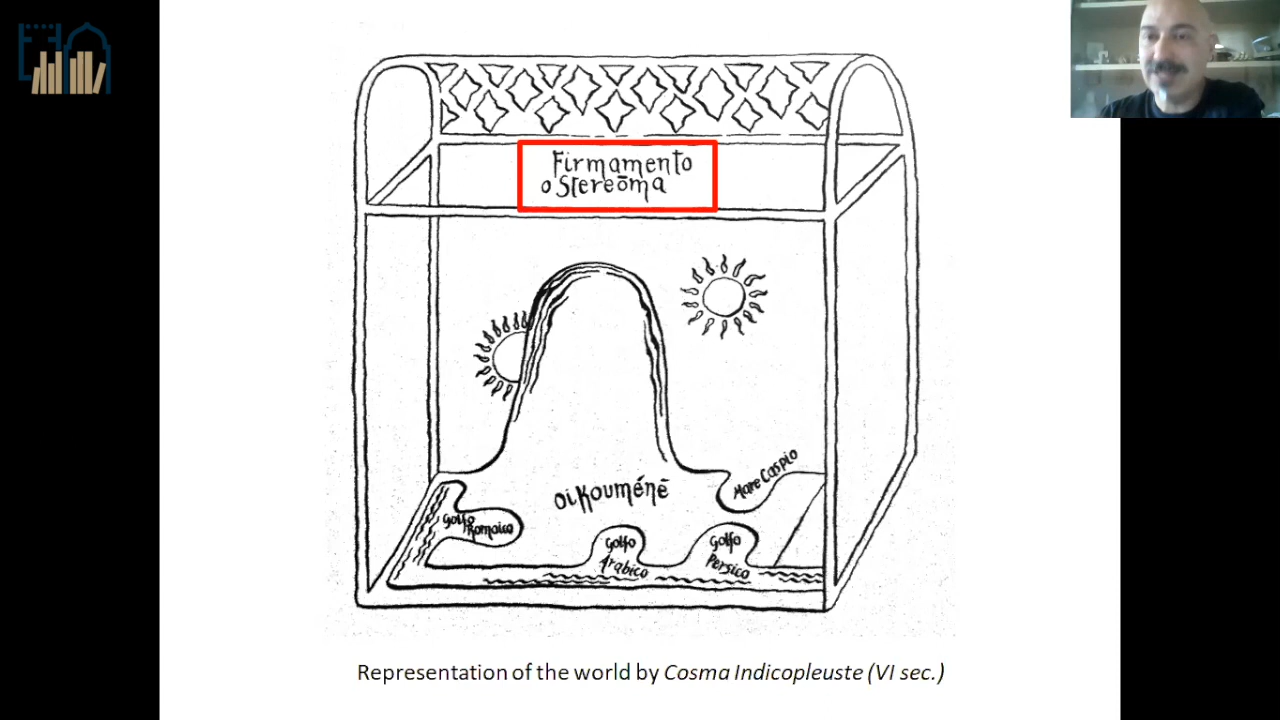 Firmamento
o Stereōma
oikouménē
Mare Caspio
Golfo
Romaico
Golfo
Arabico
Golfo
Persico
Representation of the world by Cosma Indicopleuste (VI sec.)